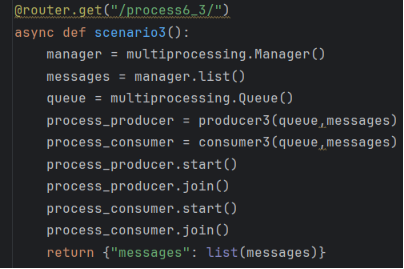 @router.get("/process6_3/")
async def scenario3():
    manager = multiprocessing.Manager()
    messages = manager.list()
    queue = multiprocessing.Queue()
    process_producer = producer3(queue,messages)
    process_consumer = consumer3(queue,messages)
    process_producer.start()
    process_producer.join()
    process_consumer.start()
    process_consumer.join()
    return {"messages": list(messages)}